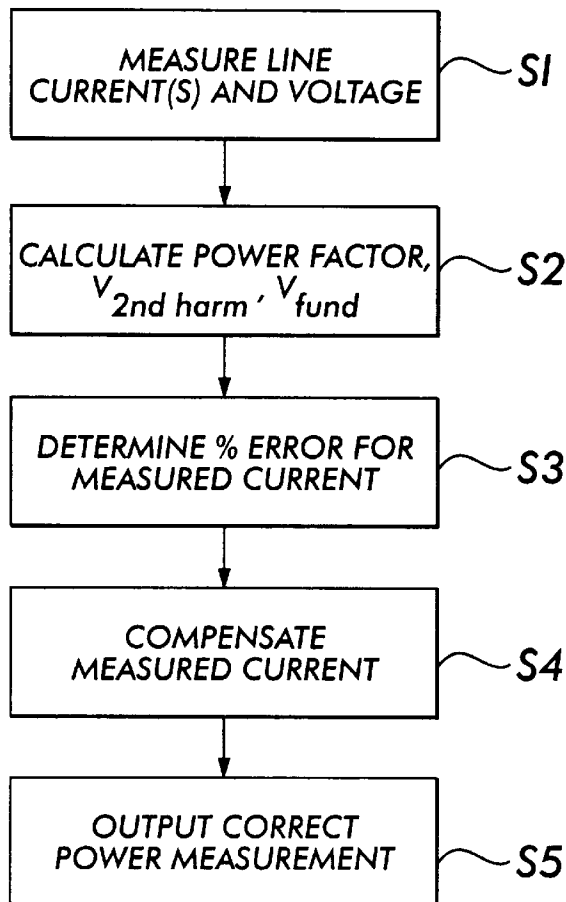 MEASURE LINE
CURRENT(S) AND VOLTAGE
S1
CALCULATE POWER FACTOR,
V2nd harm, Vfund
S2
DETERMINE % ERROR FOR
MEASURED CURRENT
S3
COMPENSATE
MEASURED CURRENT
S4
OUTPUT CORRECT
POWER MEASUREMENT
S5